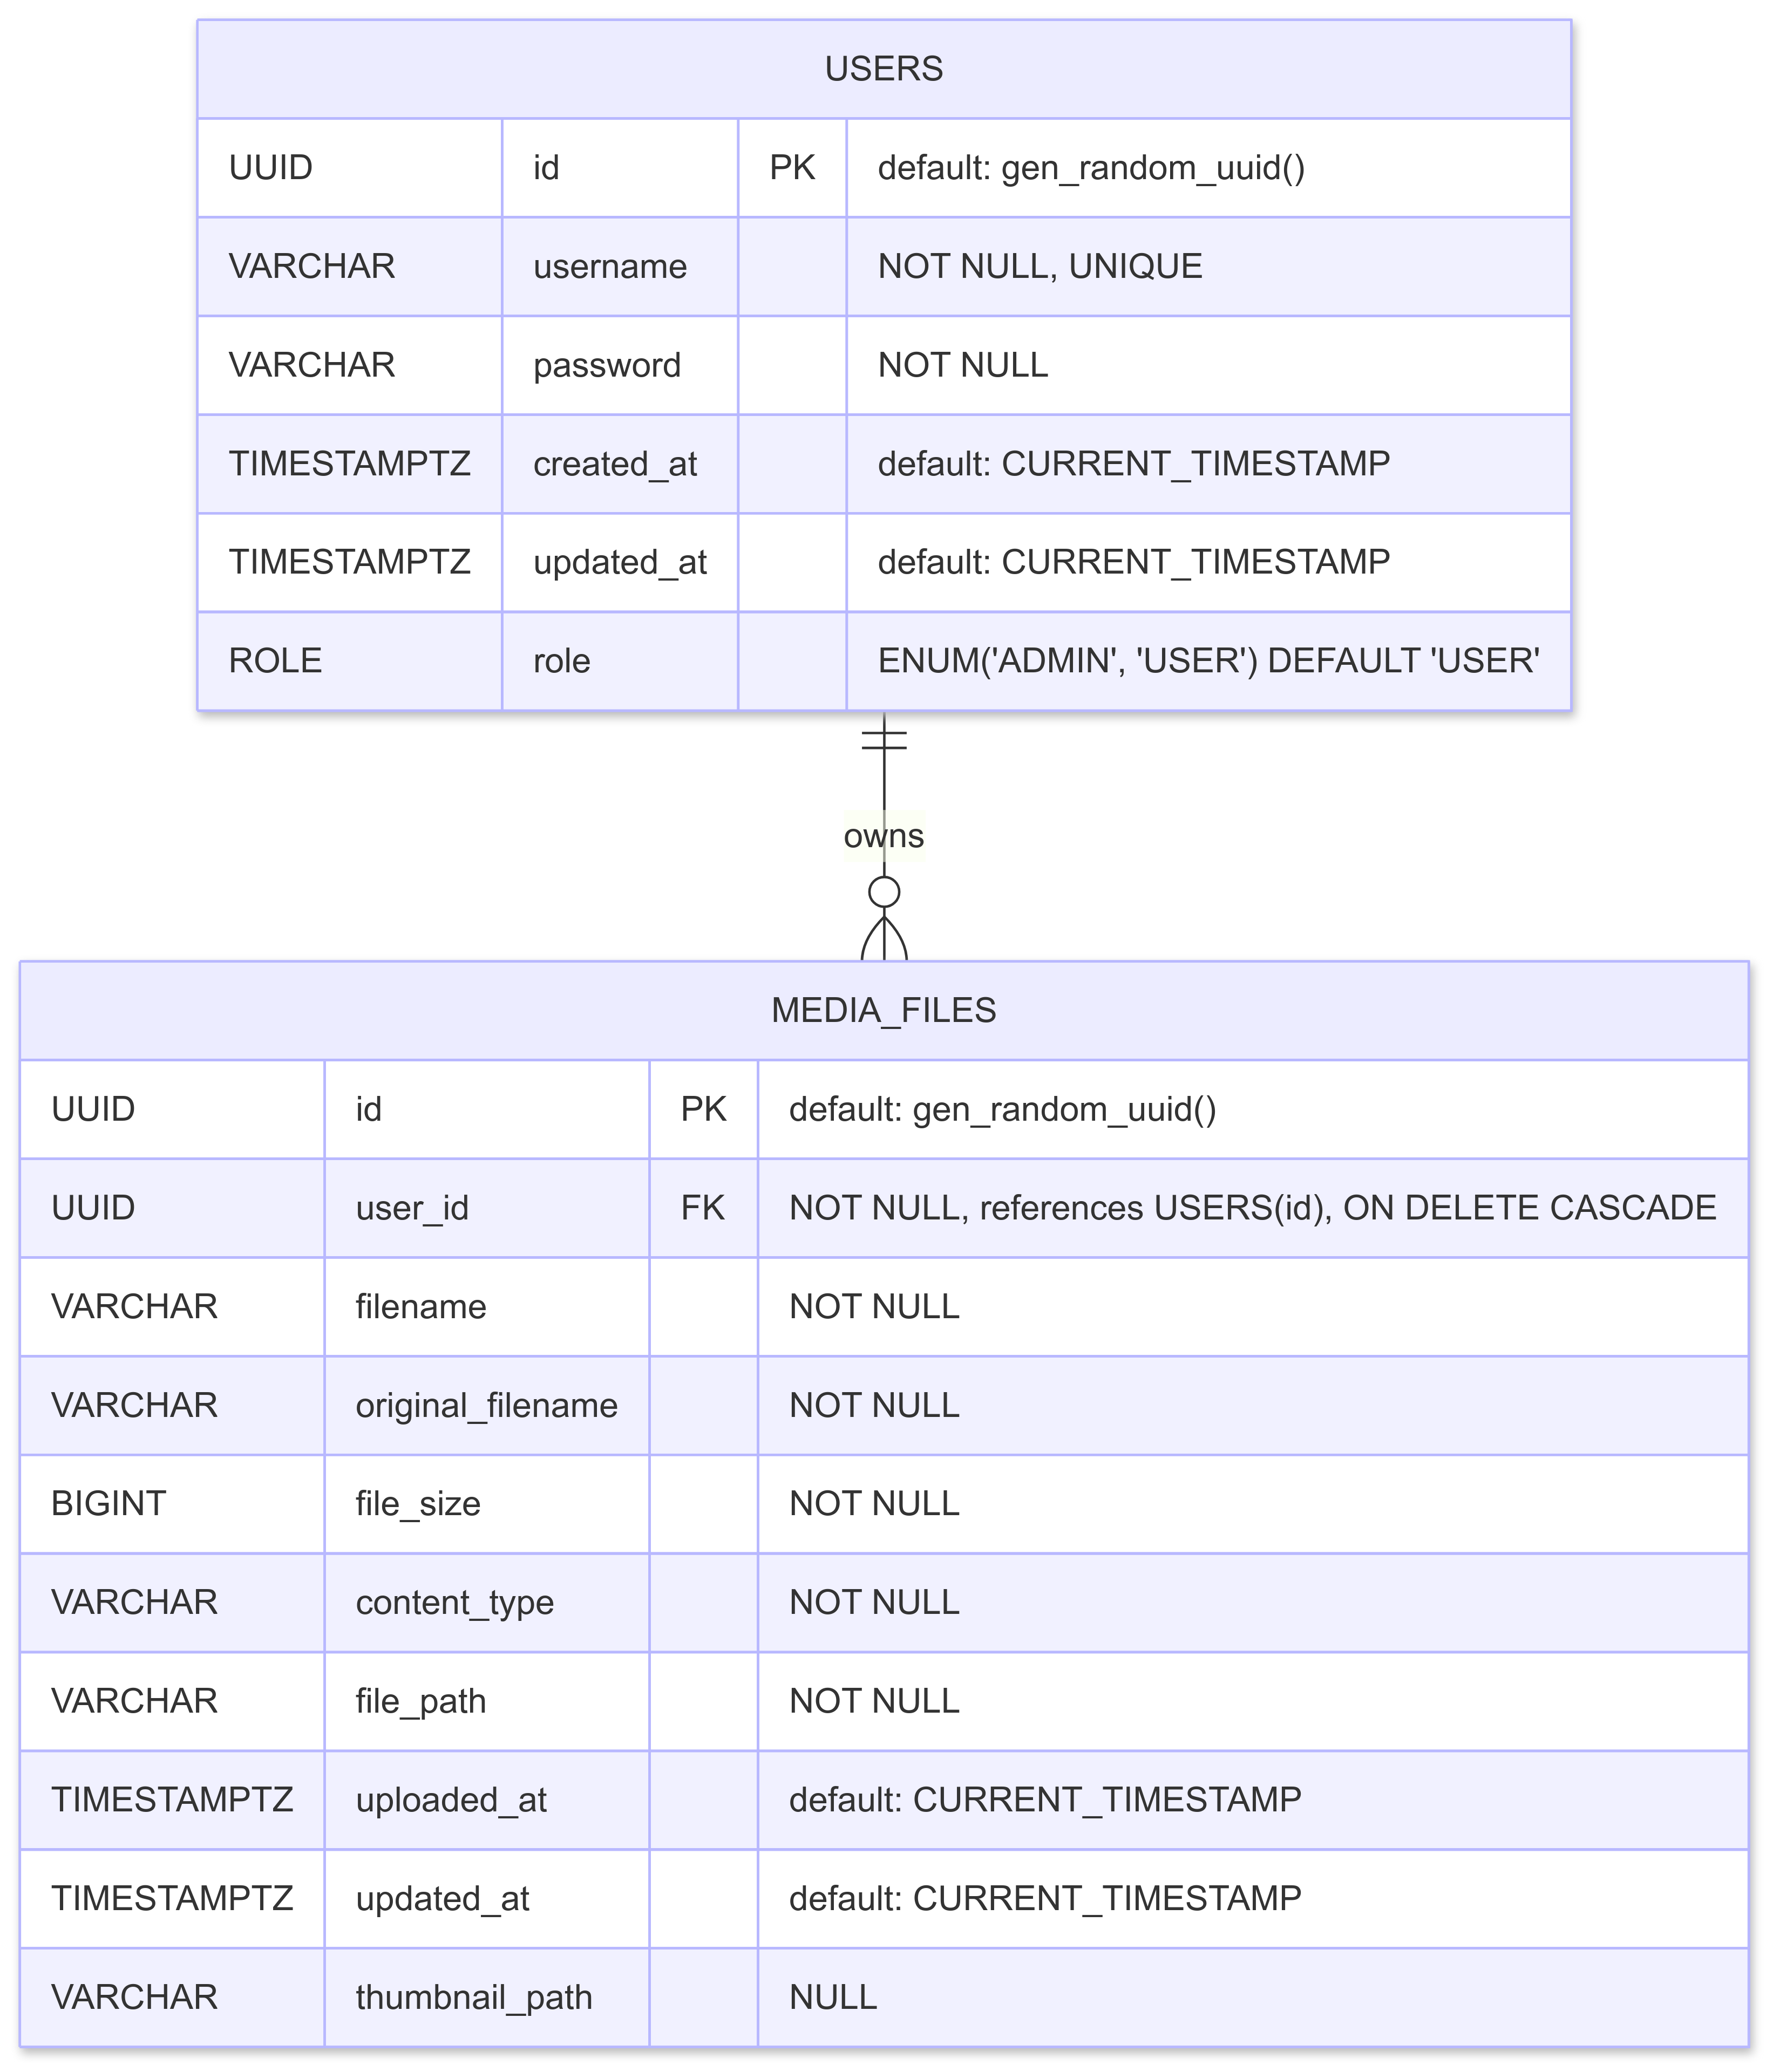 USERS
UUID id PK default: gen_random_uuid()
VARCHAR username NOT NULL, UNIQUE
VARCHAR password NOT NULL
TIMESTAMPTZ created_at default: CURRENT_TIMESTAMP
TIMESTAMPTZ updated_at default: CURRENT_TIMESTAMP
ROLE role ENUM('ADMIN', 'USER') DEFAULT 'USER'
owns
MEDIA_FILES
UUID id PK default: gen_random_uuid()
UUID user_id FK NOT NULL, references USERS(id), ON DELETE CASCADE
VARCHAR filename NOT NULL
VARCHAR original_filename NOT NULL
BIGINT file_size NOT NULL
VARCHAR content_type NOT NULL
VARCHAR file_path NOT NULL
TIMESTAMPTZ uploaded_at default: CURRENT_TIMESTAMP
TIMESTAMPTZ updated_at default: CURRENT_TIMESTAMP
VARCHAR thumbnail_path NULL